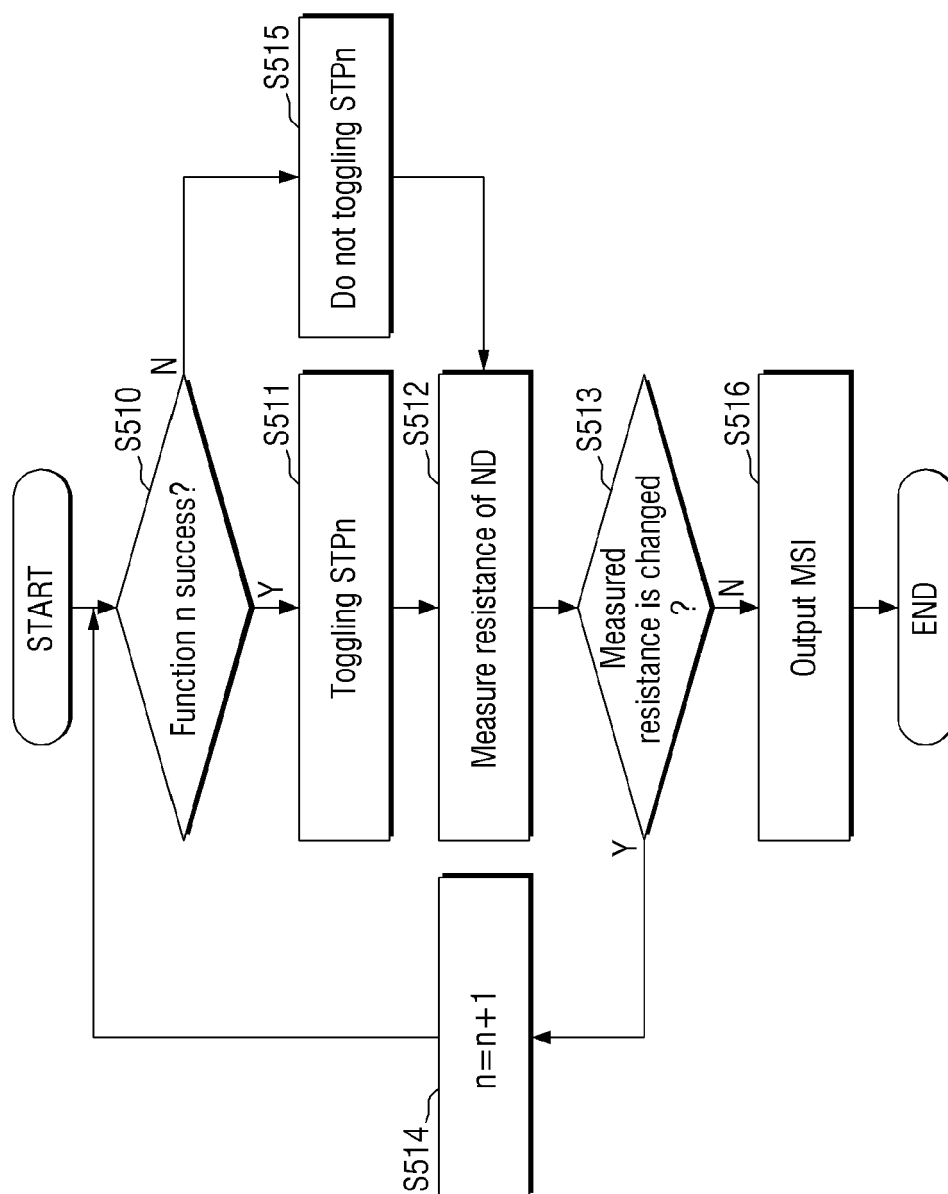 START
S510
Function n success?
N
Y
S515
Do not toggling STPn
S511
Toggling STPn
S512
Measure resistance of ND
S513
Measured
resistance is changed
?
Y
N
S514
n=n+1
S516
Output MSI
END